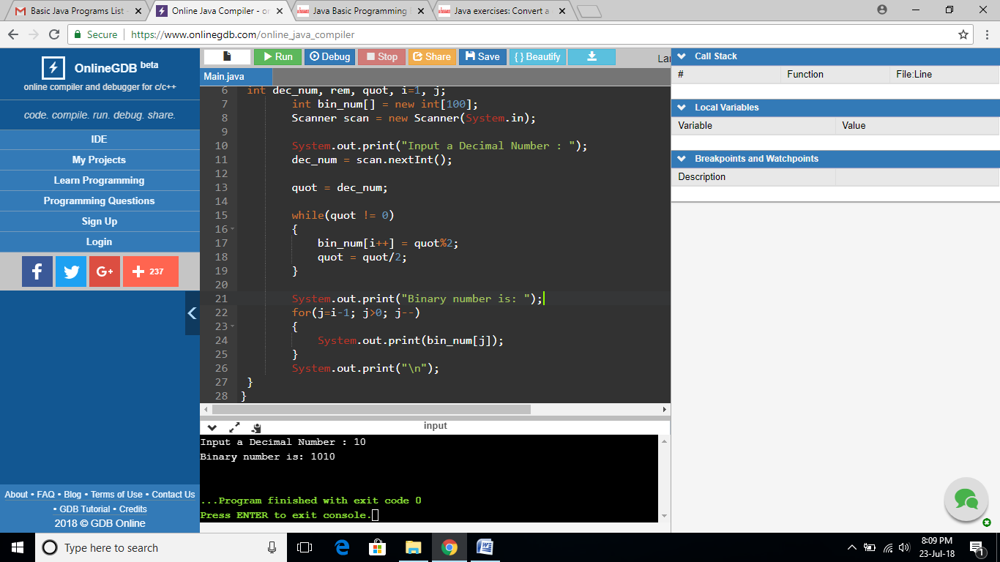 Basic Java Programs List -
Online Java Compiler - or
Java Basic Programming
Java exercises: Convert a
Secure
https://www.onlinegdb.com/online_java_compiler
OnlineGDB beta
online compiler and debugger for c/c++
code. compile. run. debug. share.
IDE
My Projects
Learn Programming
Programming Questions
Sign Up
Login
f
G+
237
About • FAQ • Blog • Terms of Use • Contact Us
• GDB Tutorial • Credits
2018 © GDB Online
Run Debug Stop Share Save { } Beautify Lar
Main.java
6 int dec_num, rem, quot, i=1, j;
7 int bin_num[] = new int[100];
8 Scanner scan = new Scanner(System.in);
9
10 System.out.print("Input a Decimal Number : ");
11 dec_num = scan.nextInt();
12
13 quot = dec_num;
14
15 while(quot != 0)
16 {
17 bin_num[i++] = quot%2;
18 quot = quot/2;
19 }
20
21 System.out.print("Binary number is: ");
22 for(j=i-1; j>0; j--)
23 {
24 System.out.print(bin_num[j]);
25 }
26 System.out.print("\n");
27 }
28 }
input
Input a Decimal Number : 10
Binary number is: 1010
...Program finished with exit code 0
Press ENTER to exit console.
Call Stack
# Function File:Line
Local Variables
Variable Value
Breakpoints and Watchpoints
Description
Type here to search
8:09 PM
23-Jul-18
1